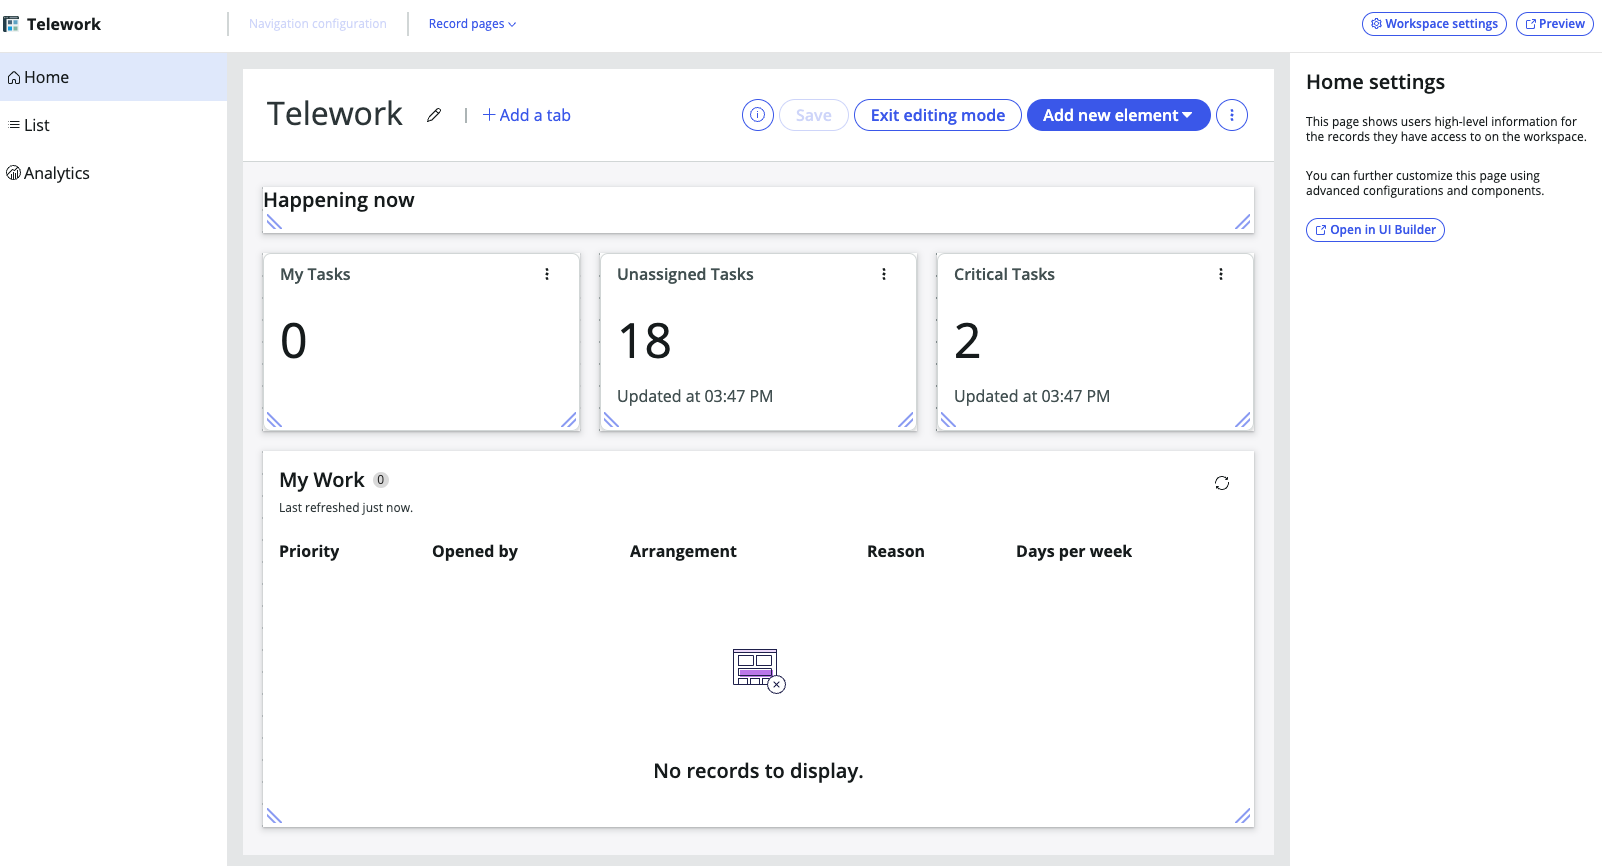 Telework
Navigation configuration
Record pages
Workspace settings
Preview
Home
List
Analytics
Telework
Add a tab
Save
Exit editing mode
Add new element
Happening now
My Tasks
0
Unassigned Tasks
18
Updated at 03:47 PM
Critical Tasks
2
Updated at 03:47 PM
My Work 0
Last refreshed just now.
Priority Opened by Arrangement Reason Days per week
No records to display.
Home settings
This page shows users high-level information for
the records they have access to on the workspace.
You can further customize this page using
advanced configurations and components.
Open in UI Builder